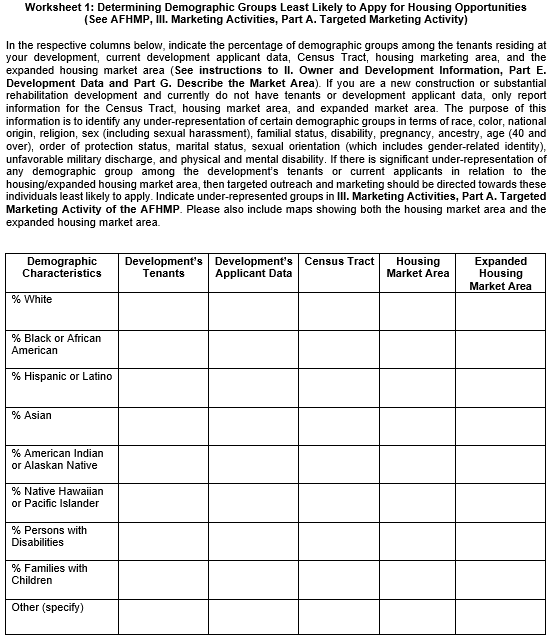 Worksheet 1: Determining Demographic Groups Least Likely to Appy for Housing Opportunities
(See AFHMP, III. Marketing Activities, Part A. Targeted Marketing Activity)
In the respective columns below, indicate the percentage of demographic groups among the tenants residing at
your development, current development applicant data, Census Tract, housing marketing area, and the
expanded housing market area (See instructions to II. Owner and Development Information, Part E.
Development Data and Part G. Describe the Market Area). If you are a new construction or substantial
rehabilitation development and currently do not have tenants or development applicant data, only report
information for the Census Tract, housing market area, and expanded market area. The purpose of this
information is to identify any under-representation of certain demographic groups in terms of race, color, national
origin, religion, sex (including sexual harassment), familial status, disability, pregnancy, ancestry, age (40 and
over), order of protection status, marital status, sexual orientation (which includes gender-related identity),
unfavorable military discharge, and physical and mental disability. If there is significant under-representation of
any demographic group among the development's tenants or current applicants in relation to the
housing/expanded housing market area, then targeted outreach and marketing should be directed towards these
individuals least likely to apply. Indicate under-represented groups in III. Marketing Activities, Part A. Targeted
Marketing Activity of the AFHMP. Please also include maps showing both the housing market area and the
expanded housing market area.
Demographic
Characteristics
Development's
Tenants
Development's
Applicant Data
Census Tract
Housing
Market Area
Expanded
Housing
Market Area
% White
% Black or African
American
% Hispanic or Latino
% Asian
% American Indian
or Alaskan Native
% Native Hawaiian
or Pacific Islander
% Persons with
Disabilities
% Families with
Children
Other (specify)